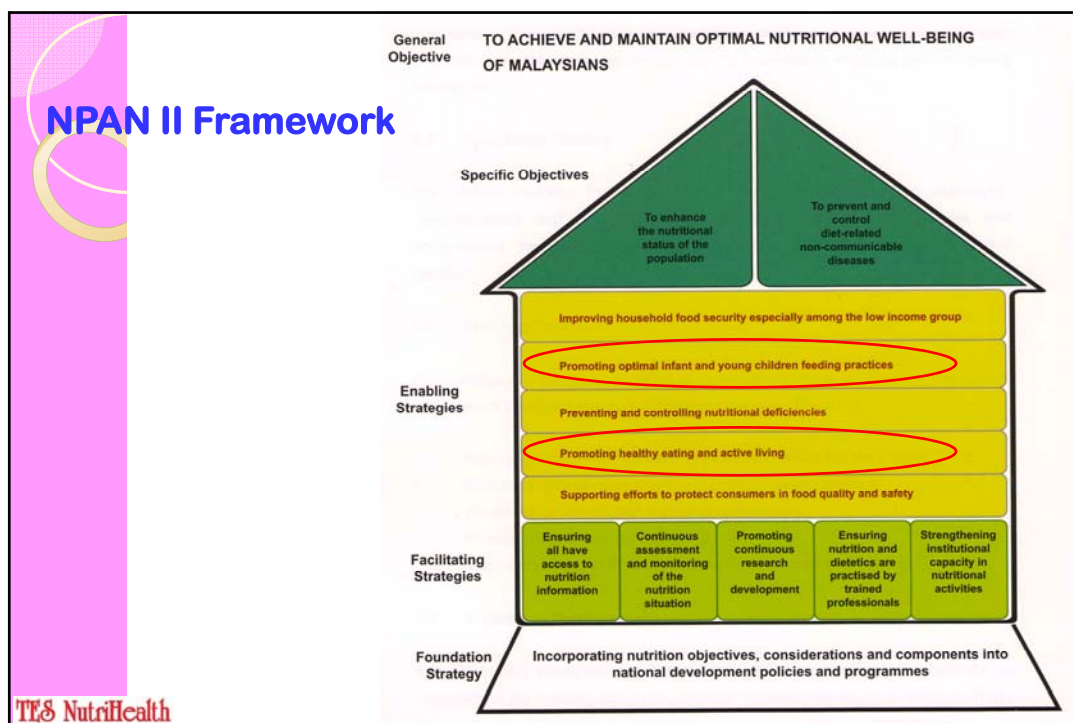 General
Objective
TO ACHIEVE AND MAINTAIN OPTIMAL NUTRITIONAL WELL-BEING
OF MALAYSIANS
NPAN II Framework
Specific Objectives
To enhance
the nutritional
status of the
population
To prevent and
control
diet-related
non-communicable
diseases
Enabling
Strategies
Improving household food security especially among the low income group
Promoting optimal infant and young children feeding practices
Preventing and controlling nutritional deficiencies
Promoting healthy eating and active living
Supporting efforts to protect consumers in food quality and safety
Facilitating
Strategies
Ensuring
all have
access to
nutrition
information
Continuous
assessment
and monitoring
of the
nutrition
situation
Promoting
continuous
research
and
development
Ensuring
nutrition and
dietetics are
practised by
trained
professionals
Strengthening
institutional
capacity in
nutritional
activities
Foundation
Strategy
Incorporating nutrition objectives, considerations and components into
national development policies and programmes
TES NutriHealth